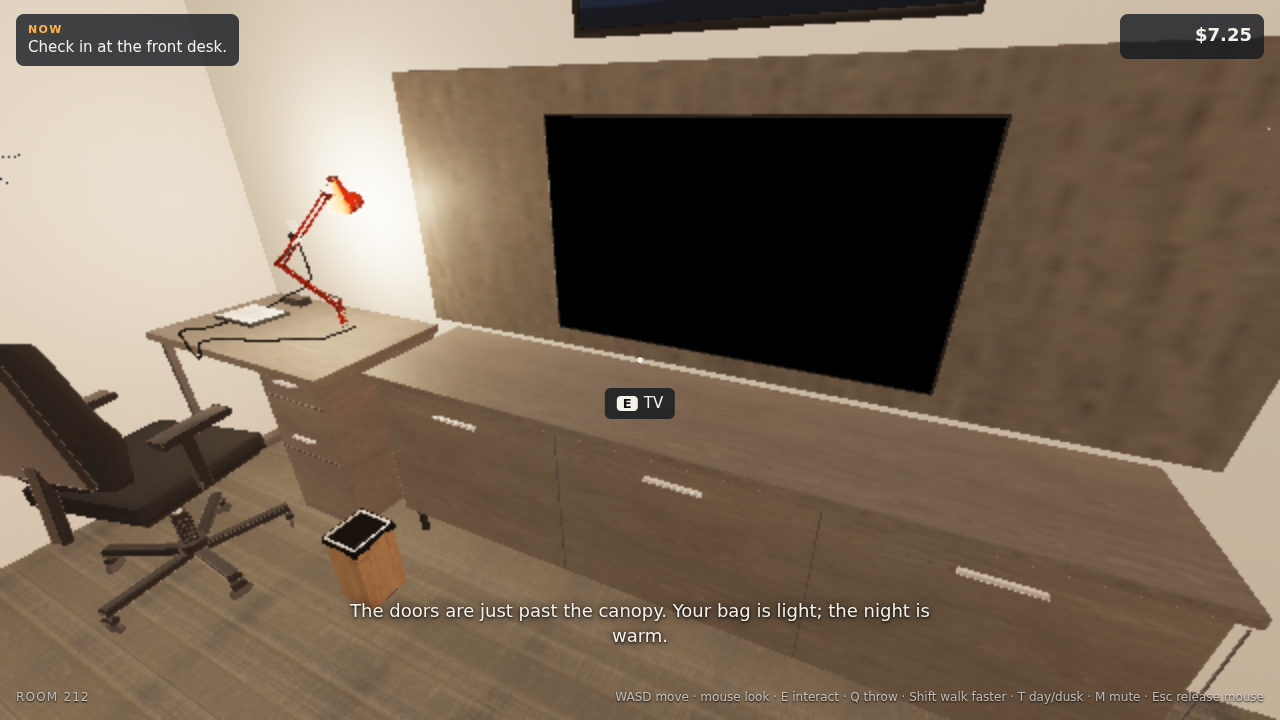 NOW
Check in at the front desk.
$7.25
E TV
The doors are just past the canopy. Your bag is light; the night is
warm.
ROOM 212
WASD move · mouse look · E interact · Q throw · Shift walk faster · T day/dusk · M mute · Esc release mouse